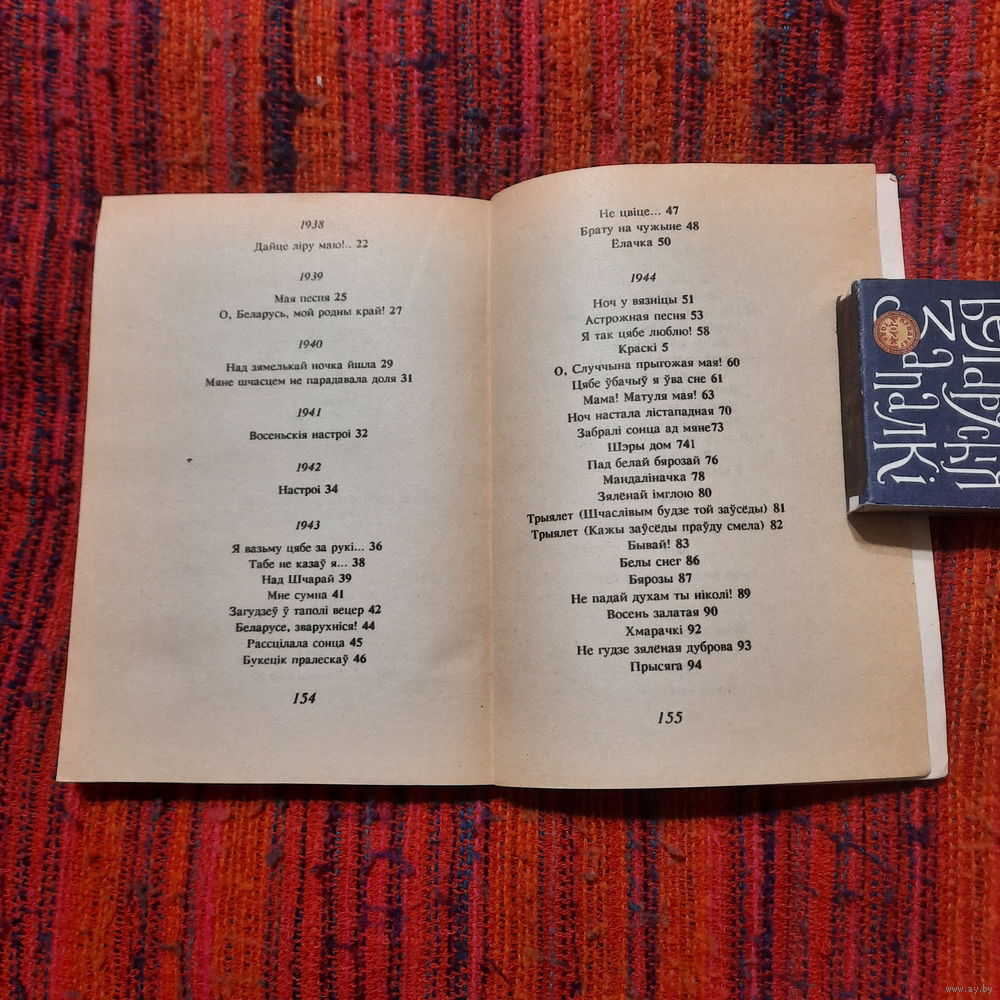 1938
Дайце ліру маю!.. 22
1939
Мая песня 25
О, Беларусь, мой родны край! 27
1940
Над зямелькай ночка йшла 29
Мяне шчасцем не парадавала доля 31
1941
Восеньскія настроі 32
1942
Настроі 34
1943
Я вазьму цябе за рукі... 36
Табе не казаў я... 38
Над Шчарай 39
Мне сумна 41
Загудзеў ў таполі вецер 42
Беларусе, зварухніся! 44
Рассцілала сонца 45
Букецік пралескаў 46
154
Не цвіце... 47
Брату на чужыне 48
Ёлачка 50
1944
Ноч у вязніцы 51
Астрожная песня 53
Я так цябе люблю! 58
Краскі 5
О, Случчына прыгожая мая! 60
Цябе ўбачыў я ўва сне 61
Мама! Матуля мая! 63
Ноч настала лістападная 70
Забралі сонца ад мяне73
Шэры дом 741
Пад белай бярозай 76
Мандаліначка 78
Зялёнай імглою 80
Трыялет (Шчаслівым будзе той заўсёды) 81
Трыялет (Кажы заўсёды праўду смела) 82
Бывай! 83
Белы снег 86
Бярозы 87
Не падай духам ты ніколі! 89
Восень залатая 90
Хмарачкі 92
Не гудзе зялёная дуброва 93
Прысяга 94
155
Беларускія
Запалкі
www.ay.by